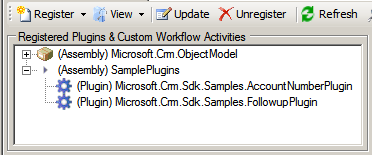 Register View Update Unregister Refresh
Registered Plugins & Custom Workflow Activities
(Assembly) Microsoft.Crm.ObjectModel
(Assembly) SamplePlugins
(Plugin) Microsoft.Crm.Sdk.Samples.AccountNumberPlugin
(Plugin) Microsoft.Crm.Sdk.Samples.FollowupPlugin